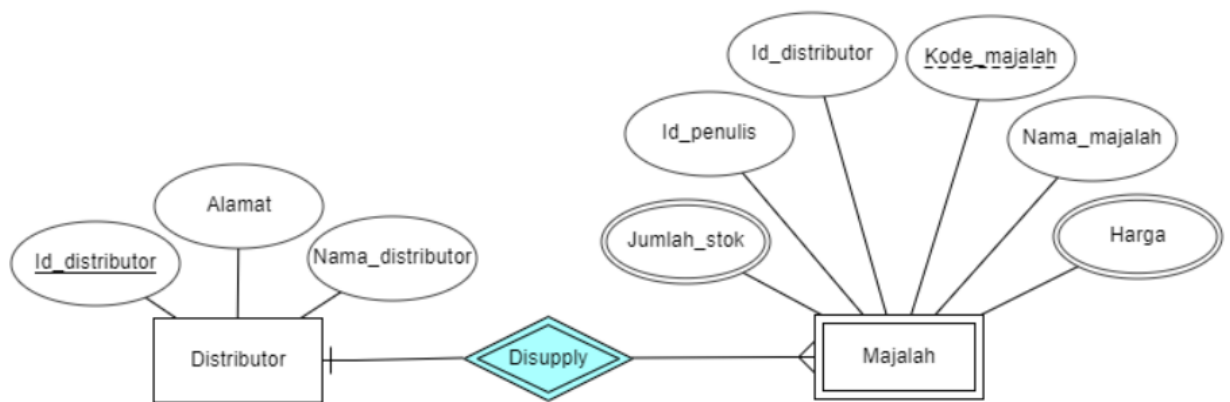 Id_distributor
Kode_majalah
Id_penulis
Nama_majalah
Alamat
Jumlah_stok
Harga
Id_distributor
Nama_distributor
Distributor
Disupply
Majalah